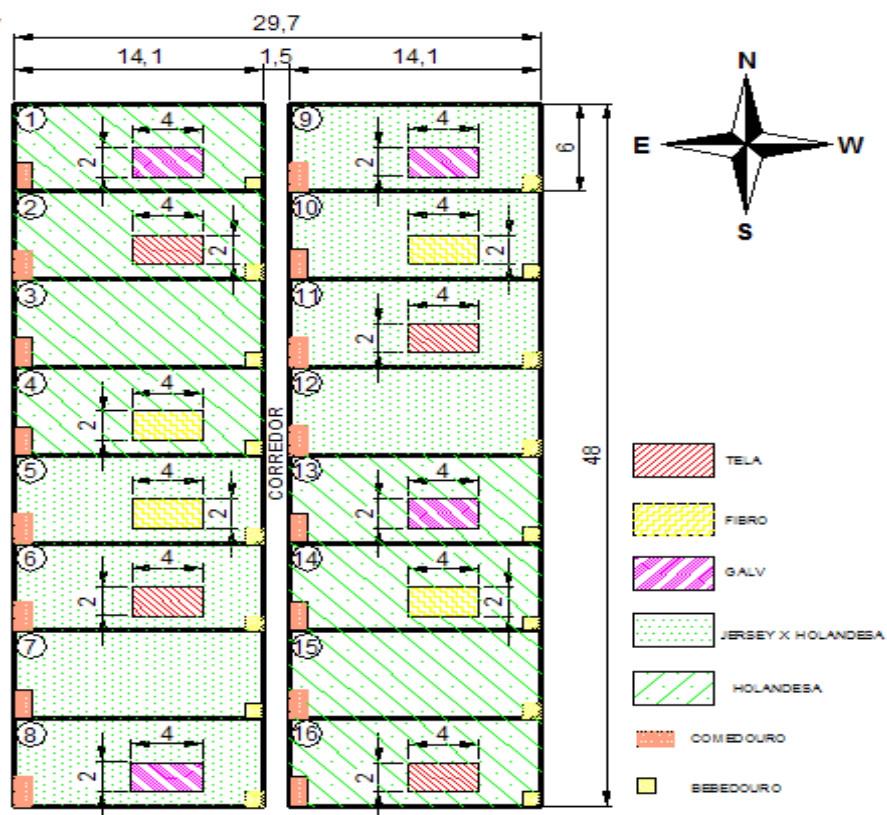 29,7
14,1 1,5 14,1
N
E W
S
1 4 2
9 4 2
6
2 4 2
10 4 2
3
11 4 2
4 4 2
12
CORREDOR
48
5 4 2
13 4 2
6 4 2
14 4 2
7
15
8 4 2
16 4 2
TELA
FIBRO
GALV
JERSEY X HOLANDESA
HOLANDESA
COMEDOURO
BEBEDOURO